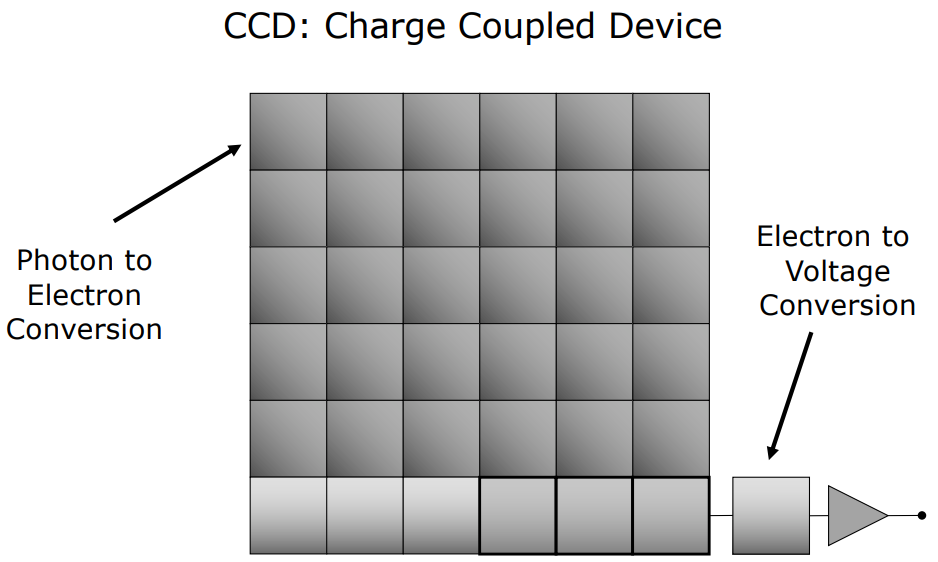 CCD: Charge Coupled Device
Photon to
Electron
Conversion
Electron to
Voltage
Conversion